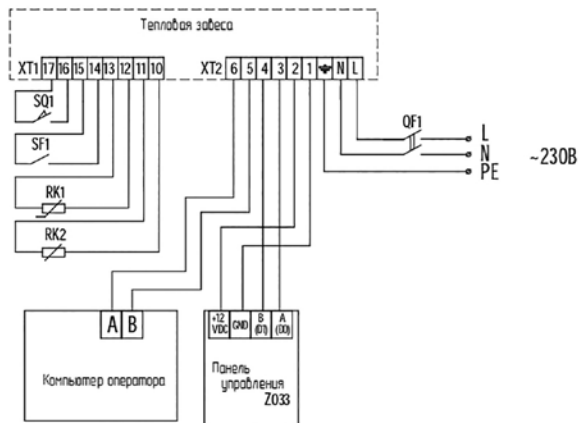 Тепловая завеса
XT1 17 16 15 14 13 12 11 10
XT2 6 5 4 3 2 1 N L
SQ1
SF1
RK1
RK2
QF1
L
N
PE
~230В
A B
Компьютер оператора
+12 VDC
GND
B (D1)
A (D0)
Панель
управления
Z033